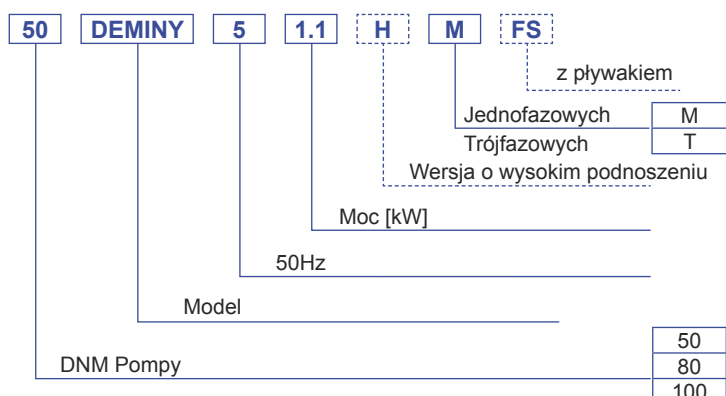 50 DEMINY 5 1.1 H M FS
z pływakiem
Jednofazowych M
Trójfazowych T
Wersja o wysokim podnoszeniu
Moc [kW]
50Hz
Model
50
DNM Pompy 80
100